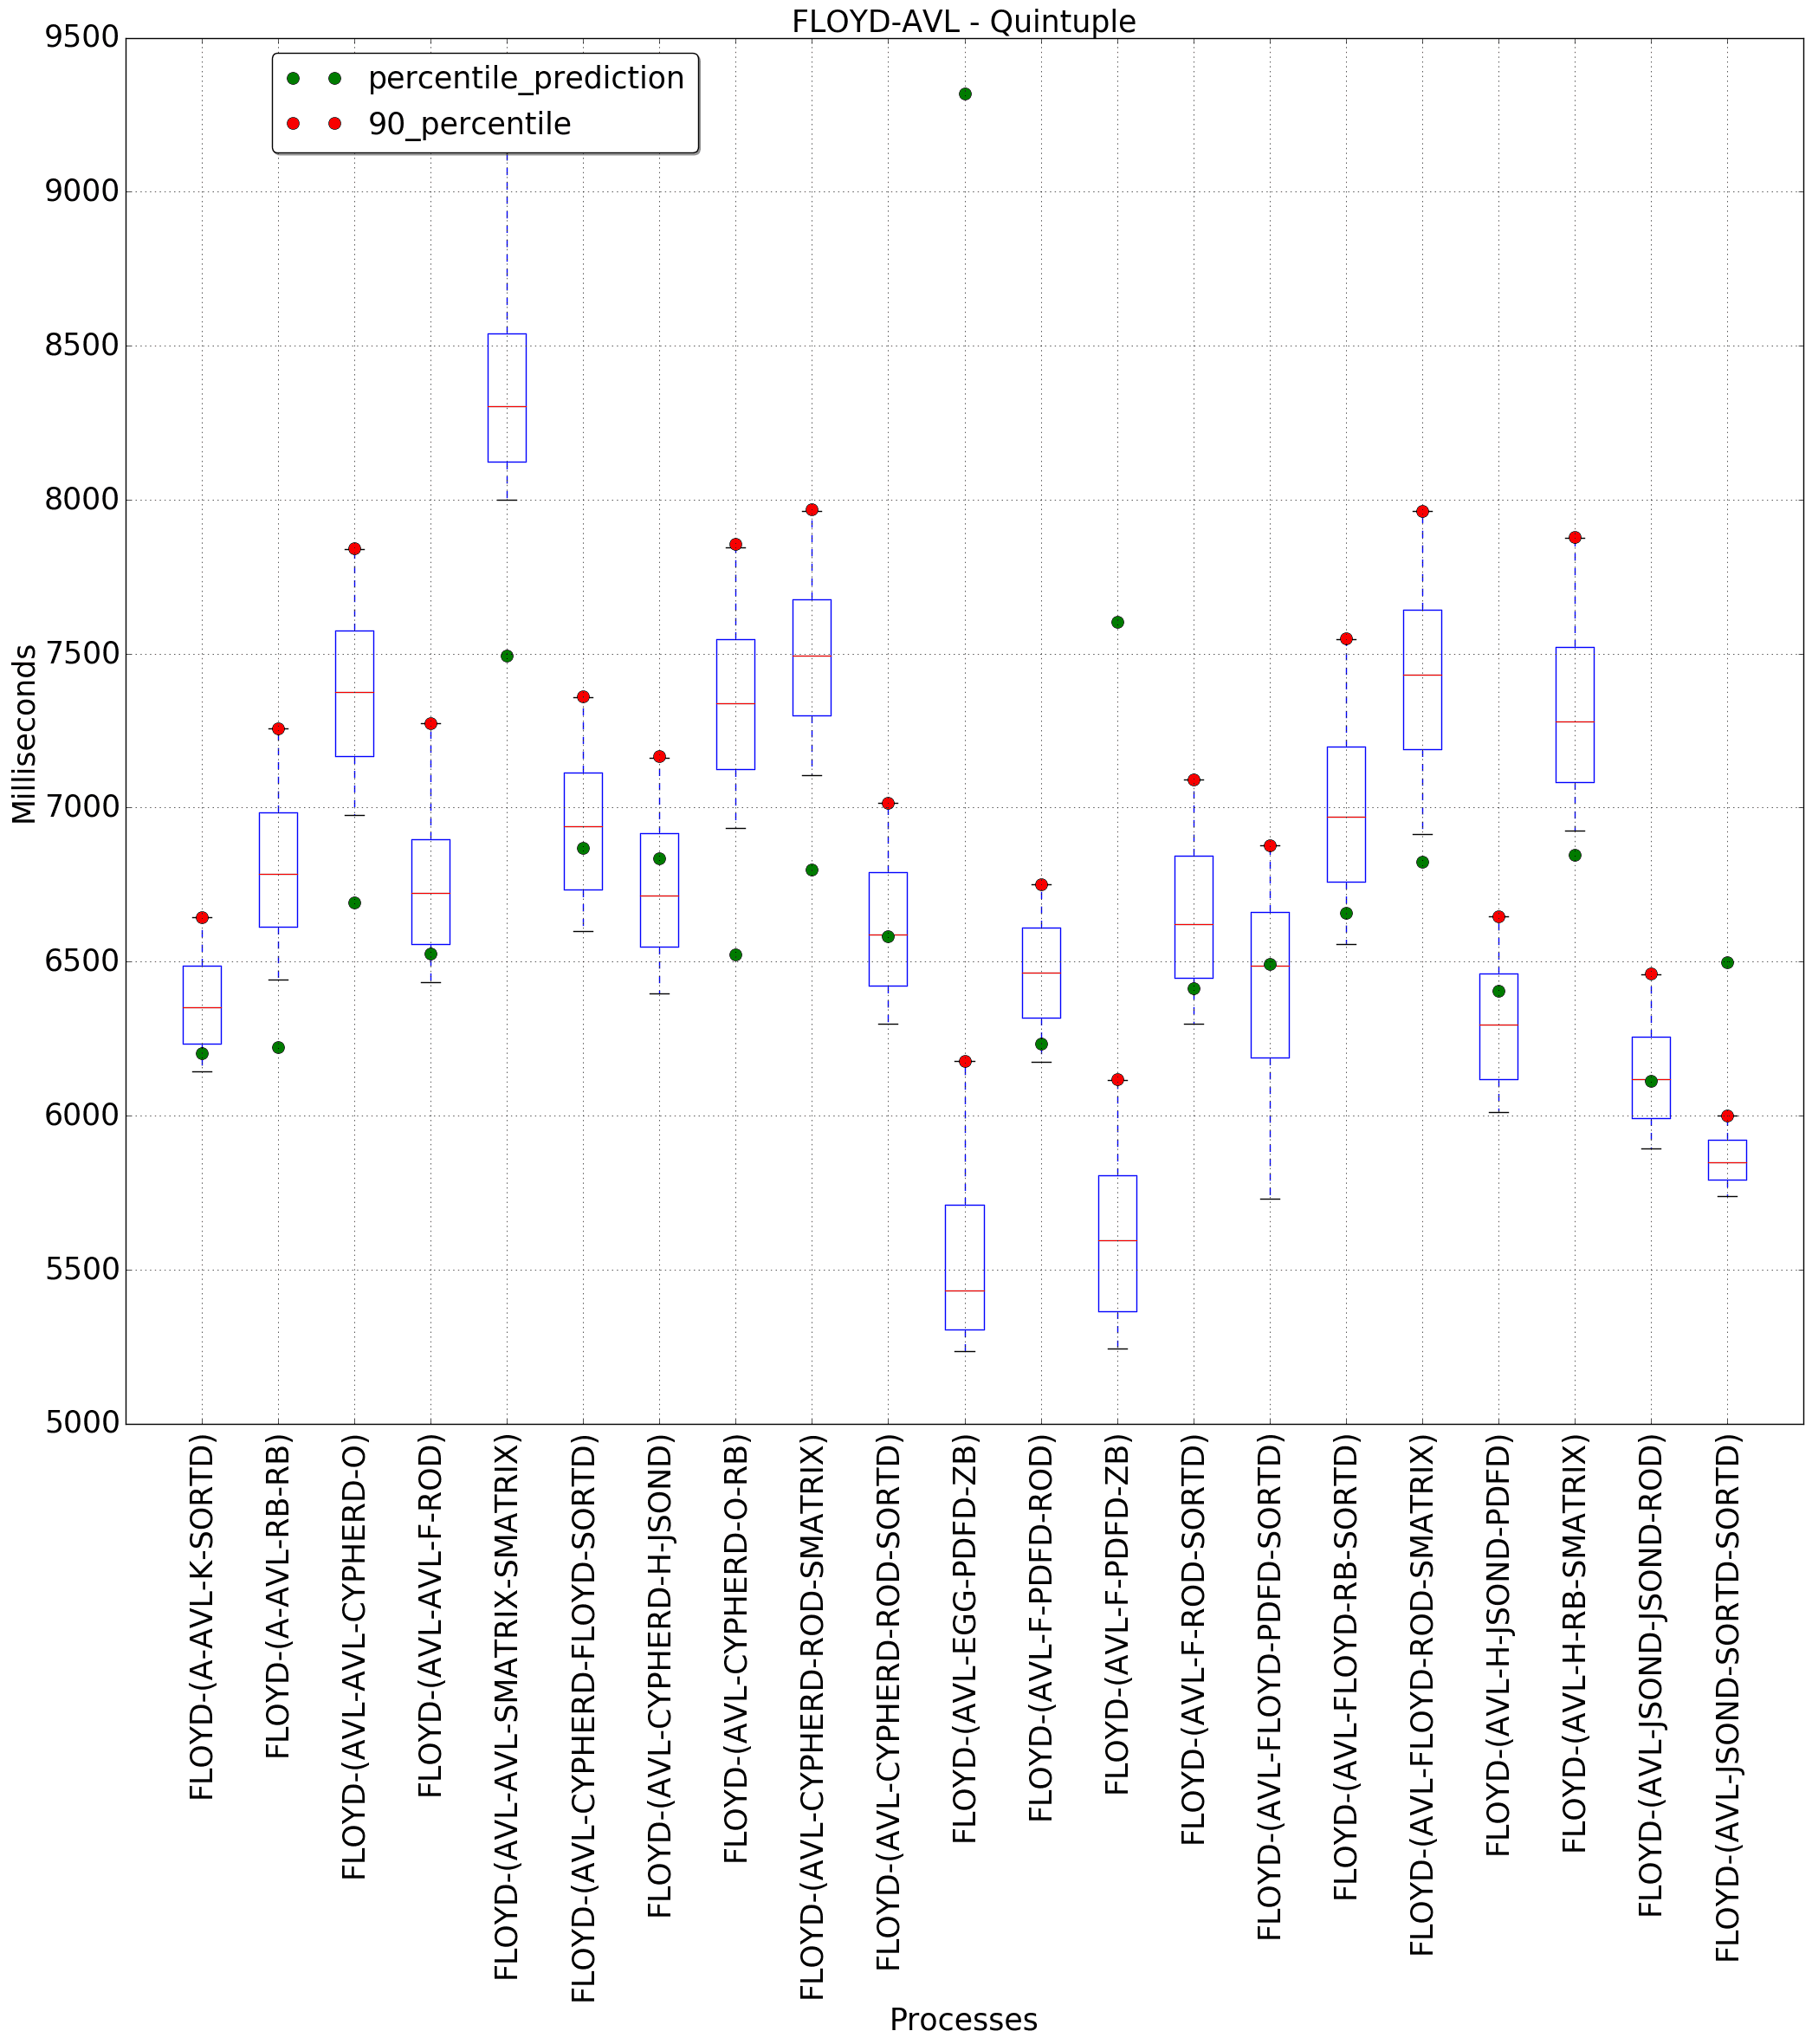 FLOYD-AVL - Quintuple
percentile_prediction
90_percentile
9500
9000
8500
8000
7500
7000
6500
6000
5500
5000
Milliseconds
FLOYD-(A-AVL-K-SORTD)
FLOYD-(A-AVL-RB-RB)
FLOYD-(AVL-AVL-CYPHERD-O)
FLOYD-(AVL-AVL-F-ROD)
FLOYD-(AVL-AVL-SMATRIX-SMATRIX)
FLOYD-(AVL-CYPHERD-FLOYD-SORTD)
FLOYD-(AVL-CYPHERD-H-JSOND)
FLOYD-(AVL-CYPHERD-O-RB)
FLOYD-(AVL-CYPHERD-ROD-SMATRIX)
FLOYD-(AVL-CYPHERD-ROD-SORTD)
FLOYD-(AVL-EGG-PDFD-ZB)
FLOYD-(AVL-F-PDFD-ROD)
FLOYD-(AVL-F-PDFD-ZB)
FLOYD-(AVL-F-ROD-SORTD)
FLOYD-(AVL-FLOYD-PDFD-SORTD)
FLOYD-(AVL-FLOYD-RB-SORTD)
FLOYD-(AVL-FLOYD-ROD-SMATRIX)
FLOYD-(AVL-H-JSOND-PDFD)
FLOYD-(AVL-H-RB-SMATRIX)
FLOYD-(AVL-JSOND-JSOND-ROD)
FLOYD-(AVL-JSOND-SORTD-SORTD)
Processes